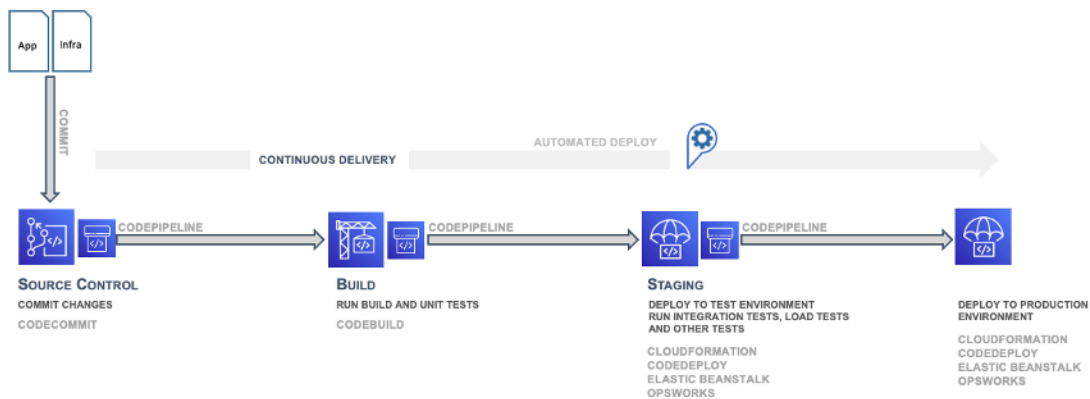 App
Infra
COMMIT
CONTINUOUS DELIVERY
AUTOMATED DEPLOY
CODEPIPELINE
CODEPIPELINE
CODEPIPELINE
SOURCE CONTROL
COMMIT CHANGES
CODECOMMIT
BUILD
RUN BUILD AND UNIT TESTS
CODEBUILD
STAGING
DEPLOY TO TEST ENVIRONMENT
RUN INTEGRATION TESTS, LOAD TESTS
AND OTHER TESTS
CLOUDFORMATION
CODEDEPLOY
ELASTIC BEANSTALK
OPSWORKS
DEPLOY TO PRODUCTION
ENVIRONMENT
CLOUDFORMATION
CODEDEPLOY
ELASTIC BEANSTALK
OPSWORKS